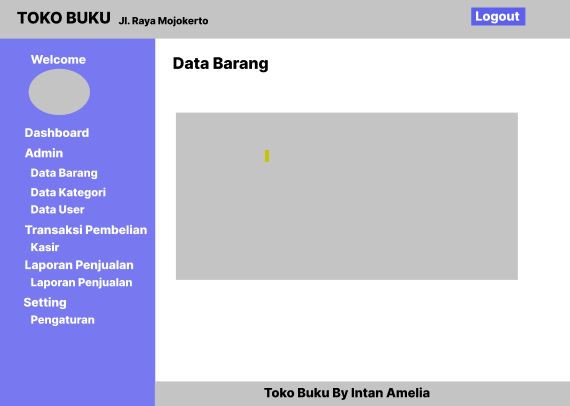 TOKO BUKU Jl. Raya Mojokerto
Logout
Welcome
Dashboard
Admin
Data Barang
Data Kategori
Data User
Transaksi Pembelian
Kasir
Laporan Penjualan
Laporan Penjualan
Setting
Pengaturan
Data Barang
Toko Buku By Intan Amelia